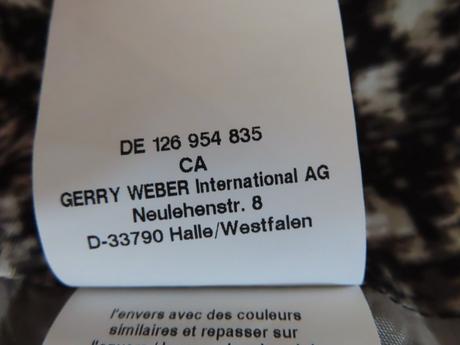 DE 126 954 835
CA
GERRY WEBER International AG
Neulehenstr. 8
D-33790 Halle/Westfalen
l'envers avec des couleurs
similaires et repasser sur